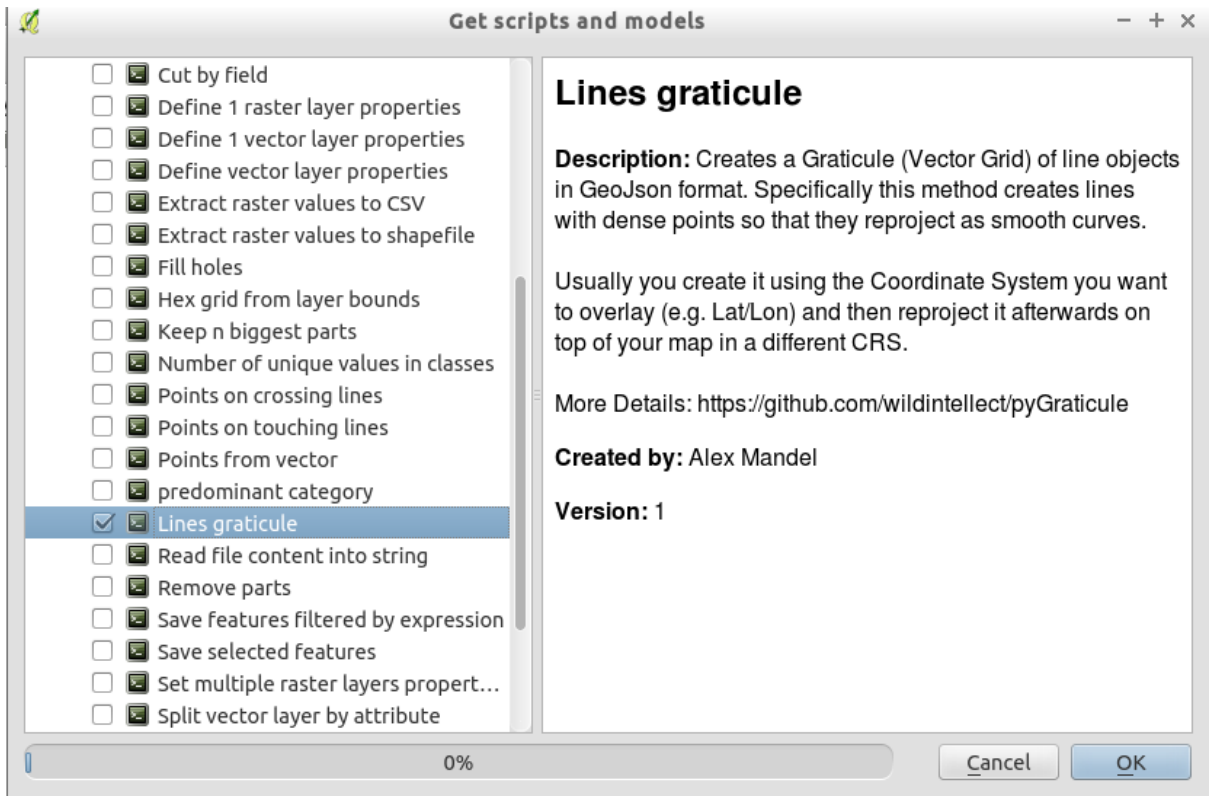 Get scripts and models
Cut by field
Define 1 raster layer properties
Define 1 vector layer properties
Define vector layer properties
Extract raster values to CSV
Extract raster values to shapefile
Fill holes
Hex grid from layer bounds
Keep n biggest parts
Number of unique values in classes
Points on crossing lines
Points on touching lines
Points from vector
predominant category
Lines graticule
Read file content into string
Remove parts
Save features filtered by expression
Save selected features
Set multiple raster layers propert…
Split vector layer by attribute
Lines graticule
Description: Creates a Graticule (Vector Grid) of line objects
in GeoJson format. Specifically this method creates lines
with dense points so that they reproject as smooth curves.
Usually you create it using the Coordinate System you want
to overlay (e.g. Lat/Lon) and then reproject it afterwards on
top of your map in a different CRS.
More Details: https://github.com/wildintellect/pyGraticule
Created by: Alex Mandel
Version: 1
0%
Cancel
OK